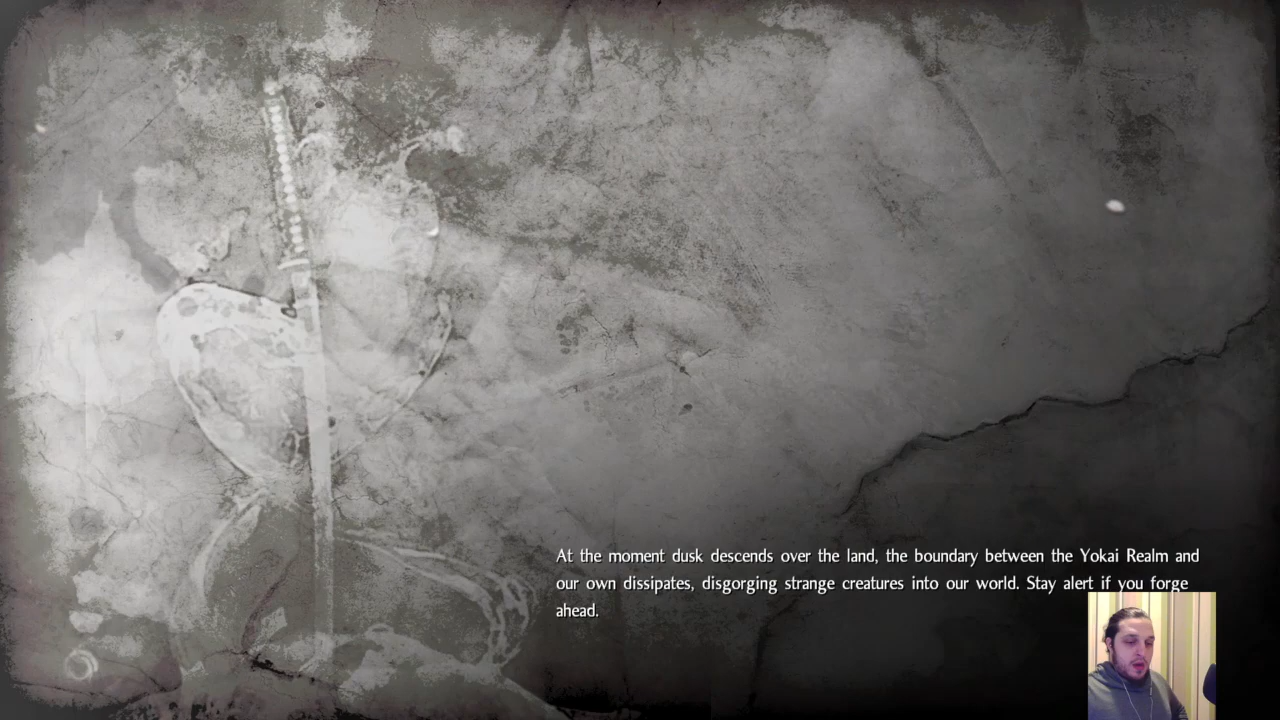 At the moment dusk descends over the land, the boundary between the Yokai Realm and
our own dissipates, disgorging strange creatures into our world. Stay alert if you forge
ahead.